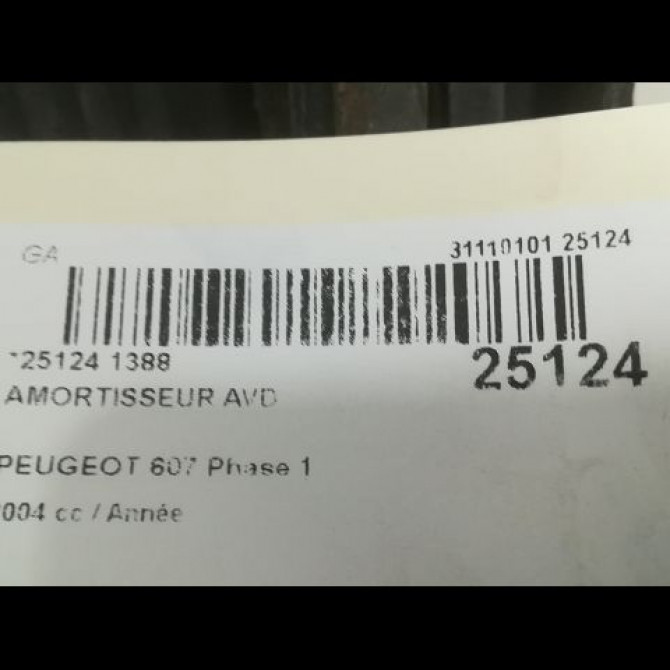 GA
31110101 25124
*25124 1388
25124
AMORTISSEUR AVD
PEUGEOT 607 Phase 1
004 cc / Année